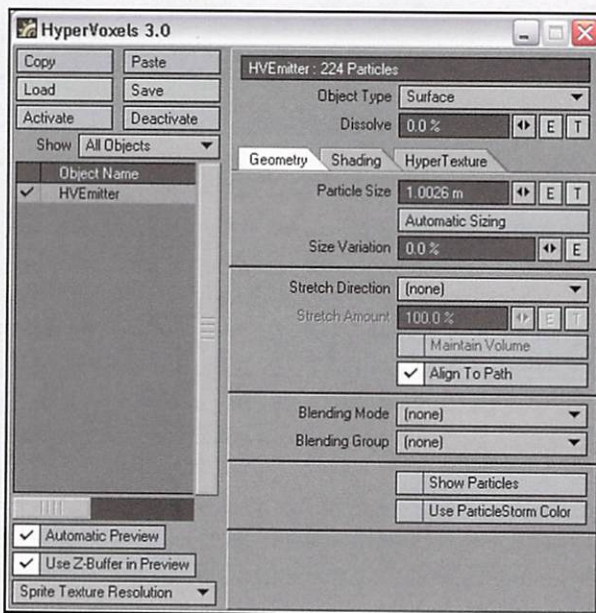 HyperVoxels 3.0
Copy Paste
Load Save
Activate Deactivate
Show All Objects
Object Name
HVEmitter
Automatic Preview
Use Z-Buffer in Preview
Sprite Texture Resolution
HVEmitter : 224 Particles
Object Type Surface
Dissolve 0.0 % E T
Geometry Shading HyperTexture
Particle Size 1.0026 m E T
Automatic Sizing
Size Variation 0.0 % E
Stretch Direction (none)
Stretch Amount 100.0 % E T
Maintain Volume
Align To Path
Blending Mode (none)
Blending Group (none)
Show Particles
Use ParticleStorm Color